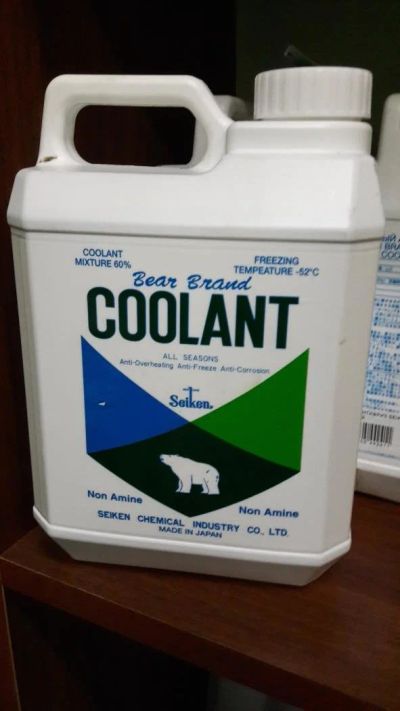 COOLANT
MIXTURE 60%
FREEZING
TEMPEATURE -52°C
Bear Brand
COOLANT
ALL SEASONS
Anti-Overheating Anti-Freeze Anti-Corrosion
Seiken.
Non Amine
Non Amine
SEIKEN CHEMICAL INDUSTRY CO., LTD.
MADE IN JAPAN